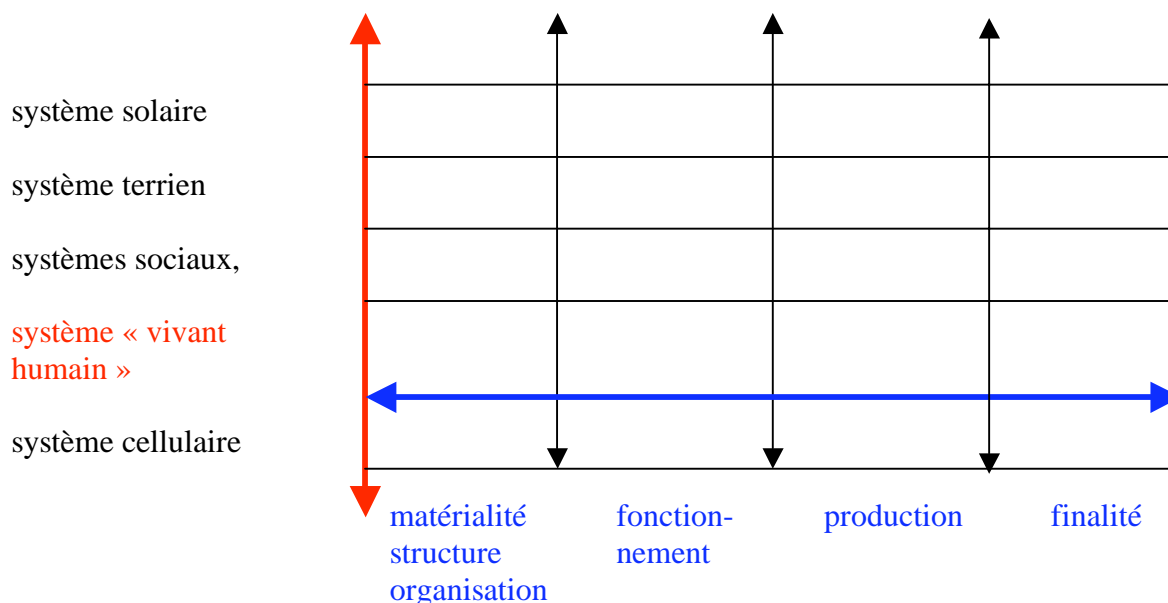 système solaire
système terrien
systèmes sociaux,
système « vivant
humain »
système cellulaire
matérialité
structure
organisation
fonction-
nement
production
finalité